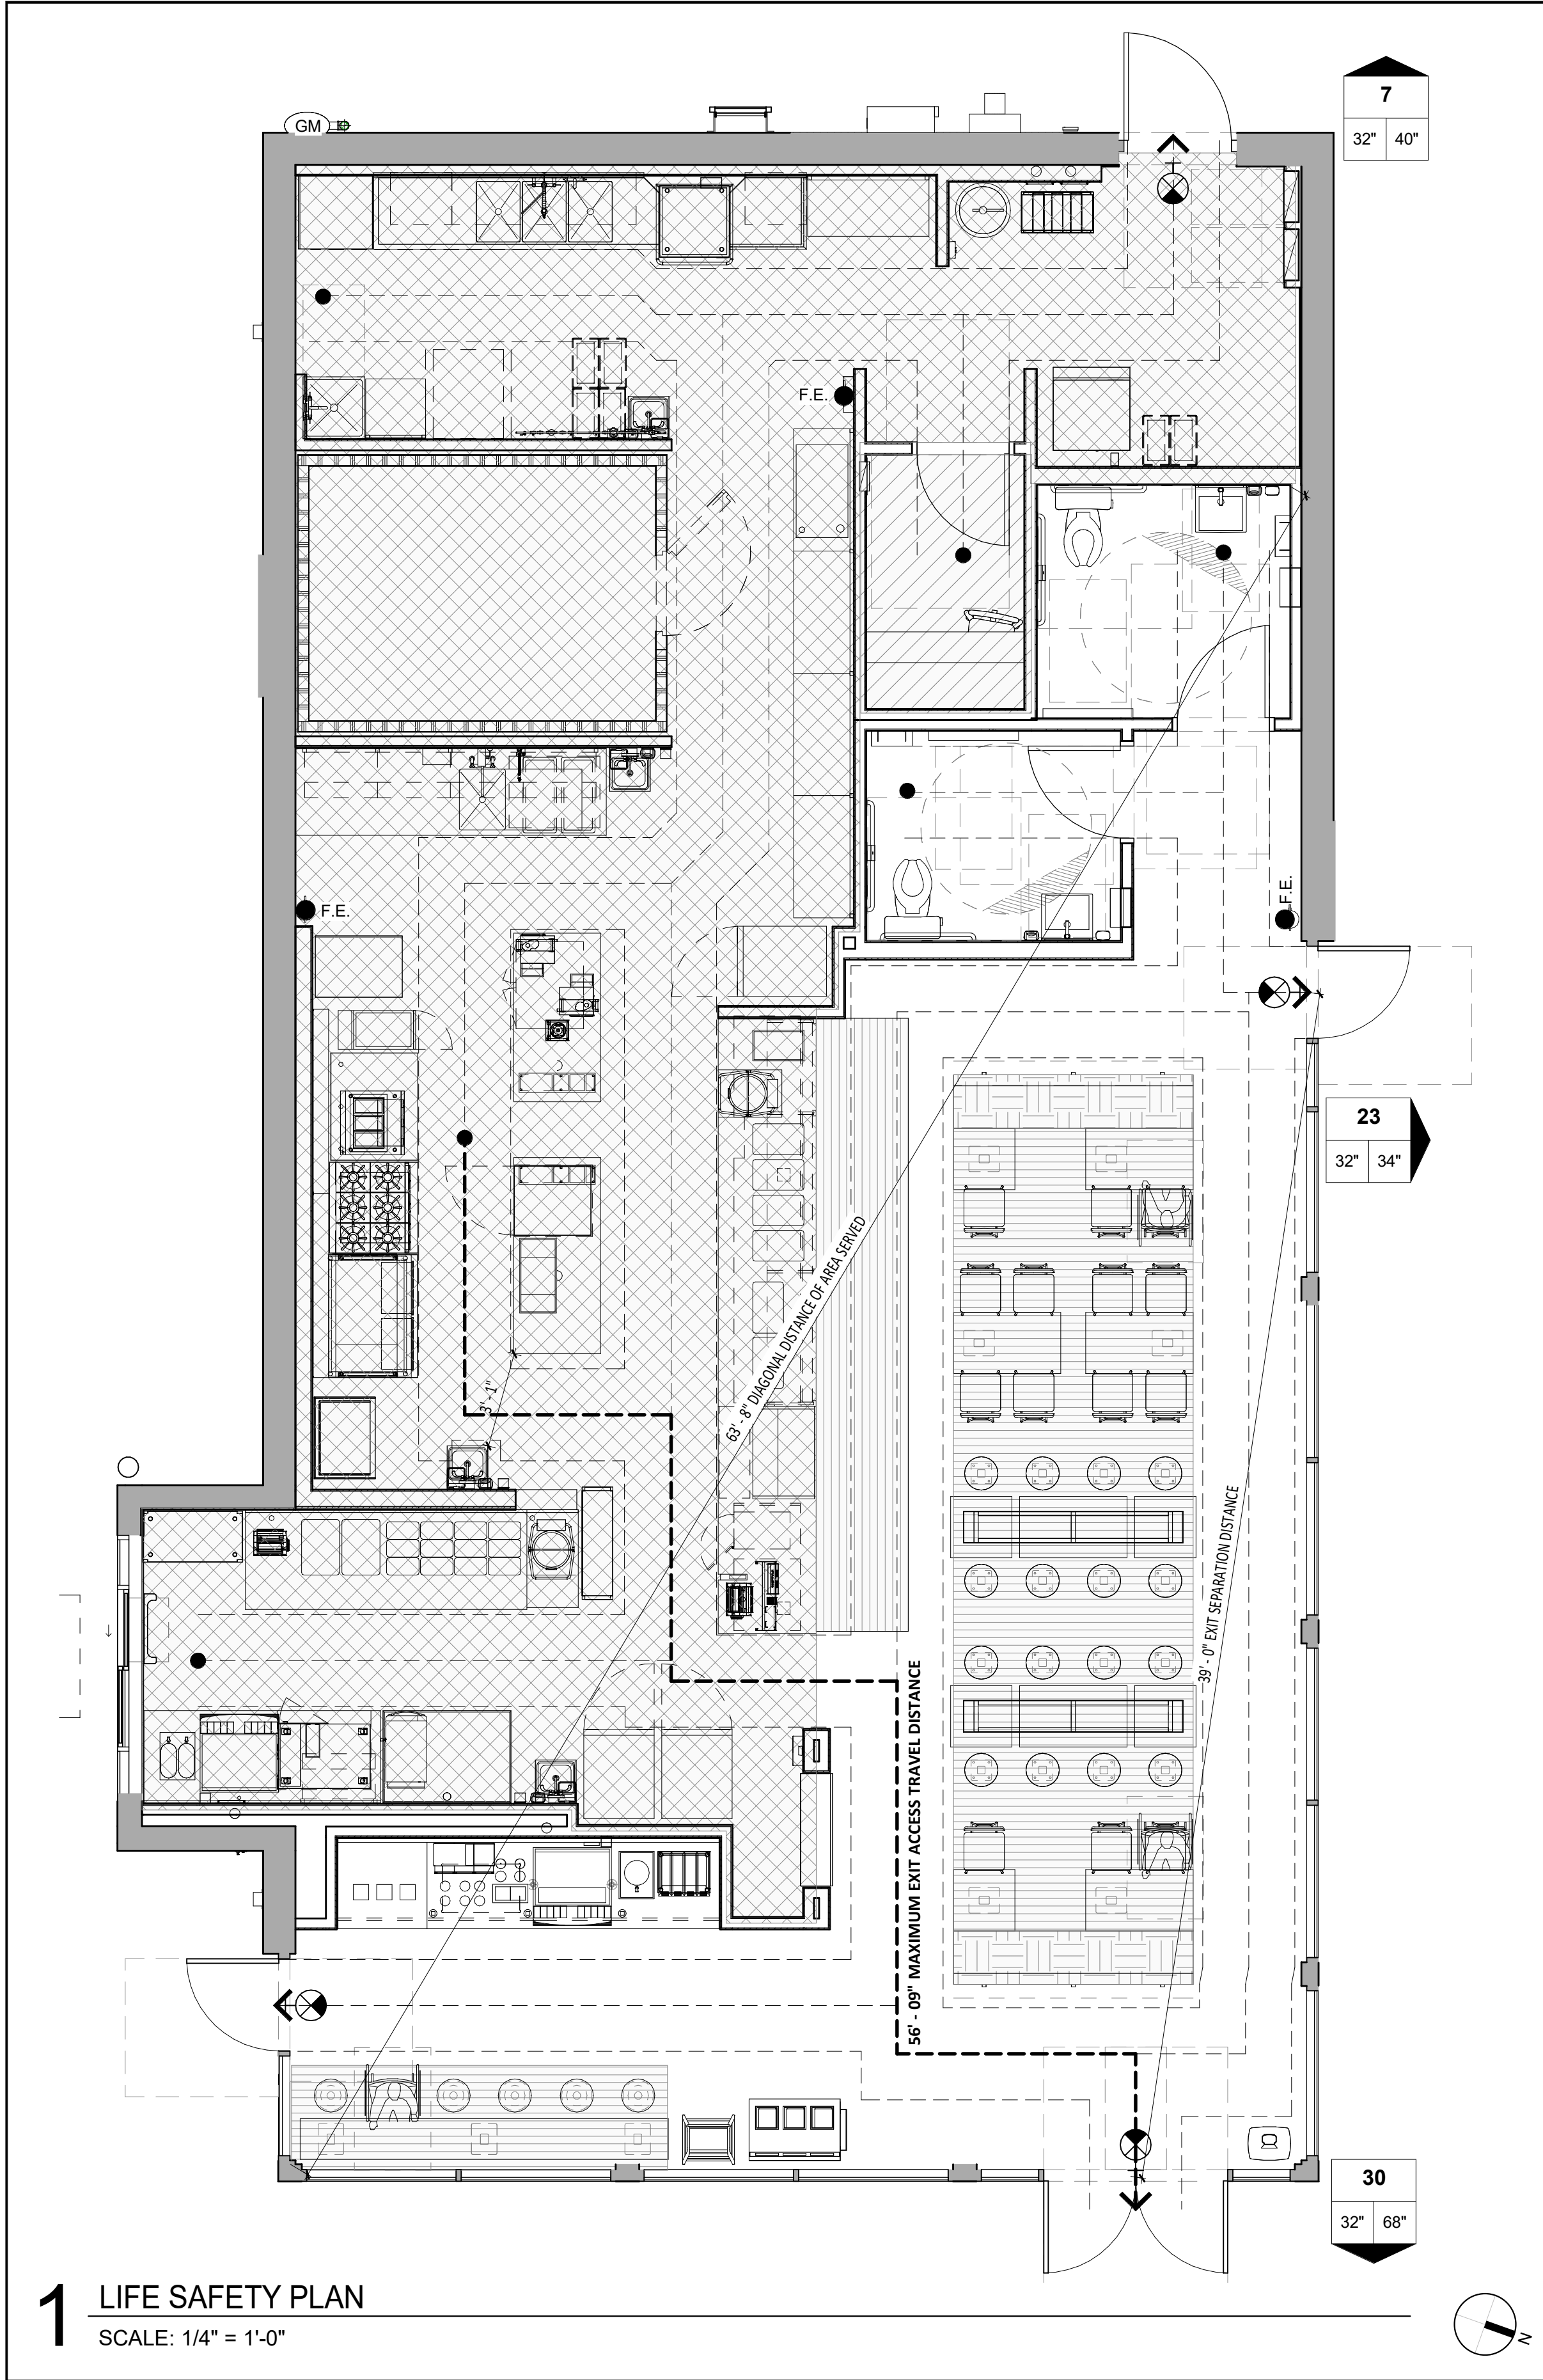 GM
7
32" 40"
F.E.
F.E.
F.E.
23
32" 34"
63' - 8" DIAGONAL DISTANCE OF AREA SERVED
3' - 1"
39' - 0" EXIT SEPARATION DISTANCE
56' - 09" MAXIMUM EXIT ACCESS TRAVEL DISTANCE
30
32" 68"
1 LIFE SAFETY PLAN
SCALE: 1/4" = 1'-0"
N